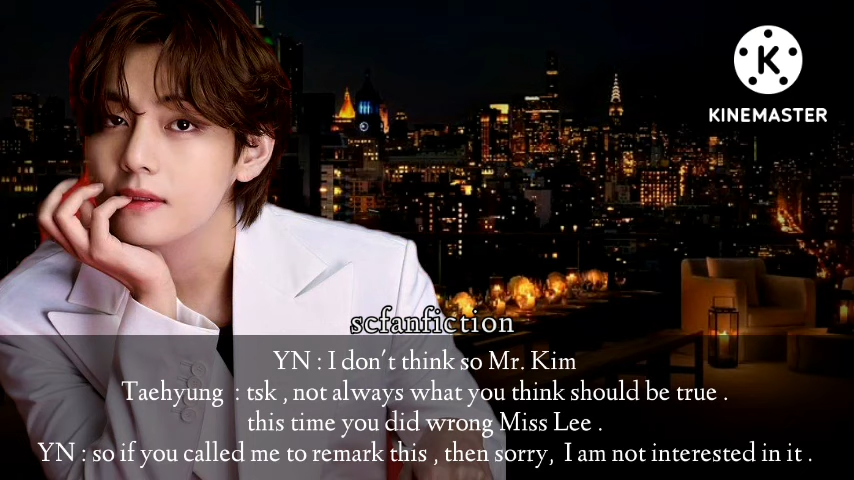 K
KINEMASTER
scfanfiction
YN : I don't think so Mr. Kim
Taehyung : tsk , not always what you think should be true .
this time you did wrong Miss Lee .
YN : so if you called me to remark this , then sorry, I am not interested in it .